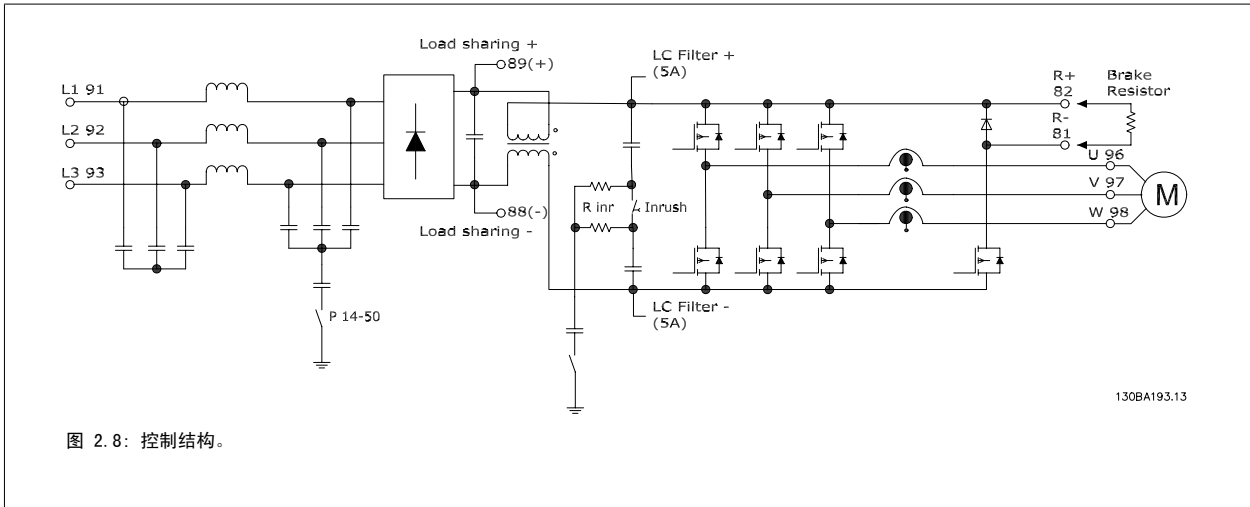 Load sharing +
89(+)
LC Filter +
(5A)
L1 91
L2 92
L3 93
R+
82
Brake
Resistor
R-
81
U 96
V 97
W 98
M
R inr
Inrush
88(-)
Load sharing -
P 14-50
LC Filter -
(5A)
130BA193.13
图 2.8: 控制结构。